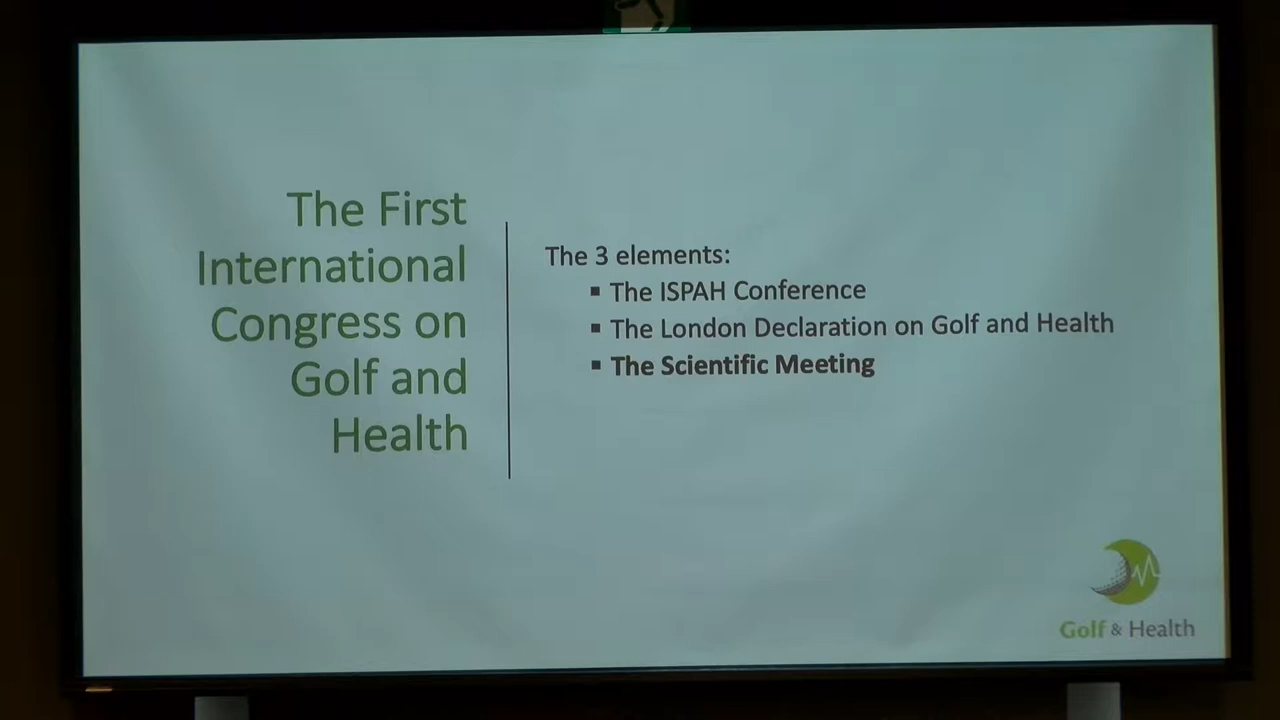 The First
International
Congress on
Golf and
Health
The 3 elements:
▪ The ISPAH Conference
▪ The London Declaration on Golf and Health
▪ The Scientific Meeting
Golf & Health